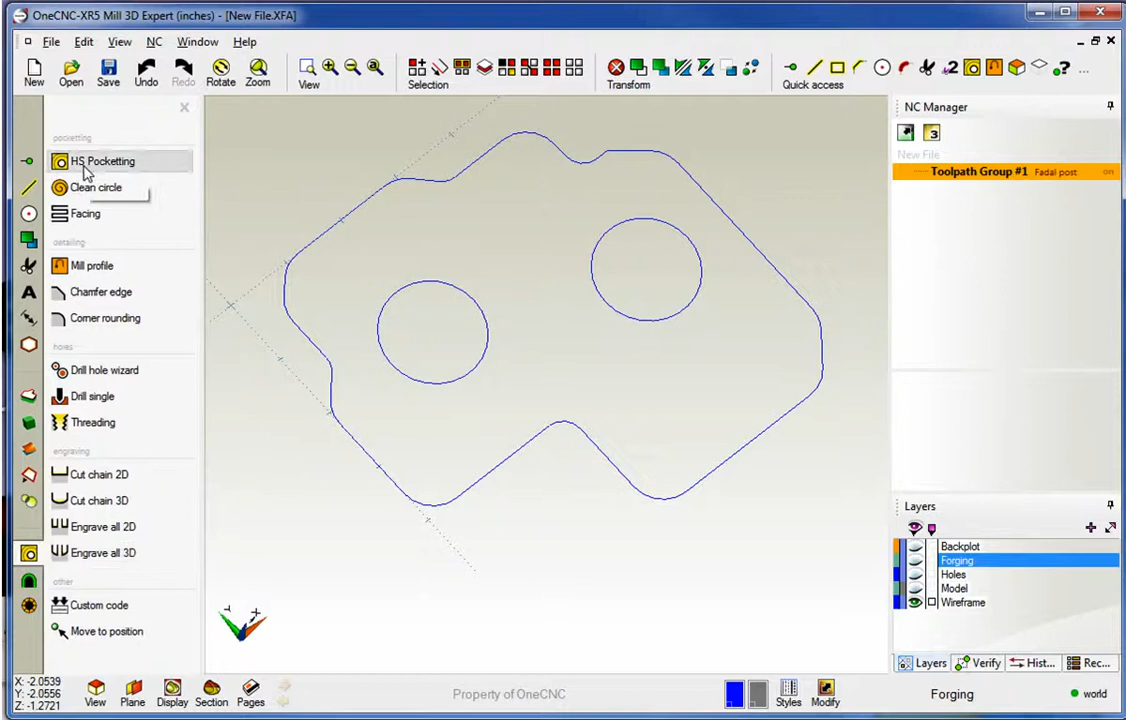 OneCNC-XR5 Mill 3D Expert (inches) - [New File.XFA]
File Edit View NC Window Help
New Open Save Undo Redo Rotate Zoom View Selection Transform Quick access
pocketting
HS Pocketting
Clean circle
Facing
detailing
Mill profile
Chamfer edge
Corner rounding
holes
Drill hole wizard
Drill single
Threading
engraving
Cut chain 2D
Cut chain 3D
Engrave all 2D
Engrave all 3D
other
Custom code
Move to position
NC Manager
New File
Toolpath Group #1 Fadal post on
Layers
Backplot
Forging
Holes
Model
Wireframe
Layers Verify Hist... Rec...
X: -2.0539
Y: -2.0556
Z: -1.2721
View Plane Display Section Pages
Property of OneCNC
Styles Modify
Forging
world